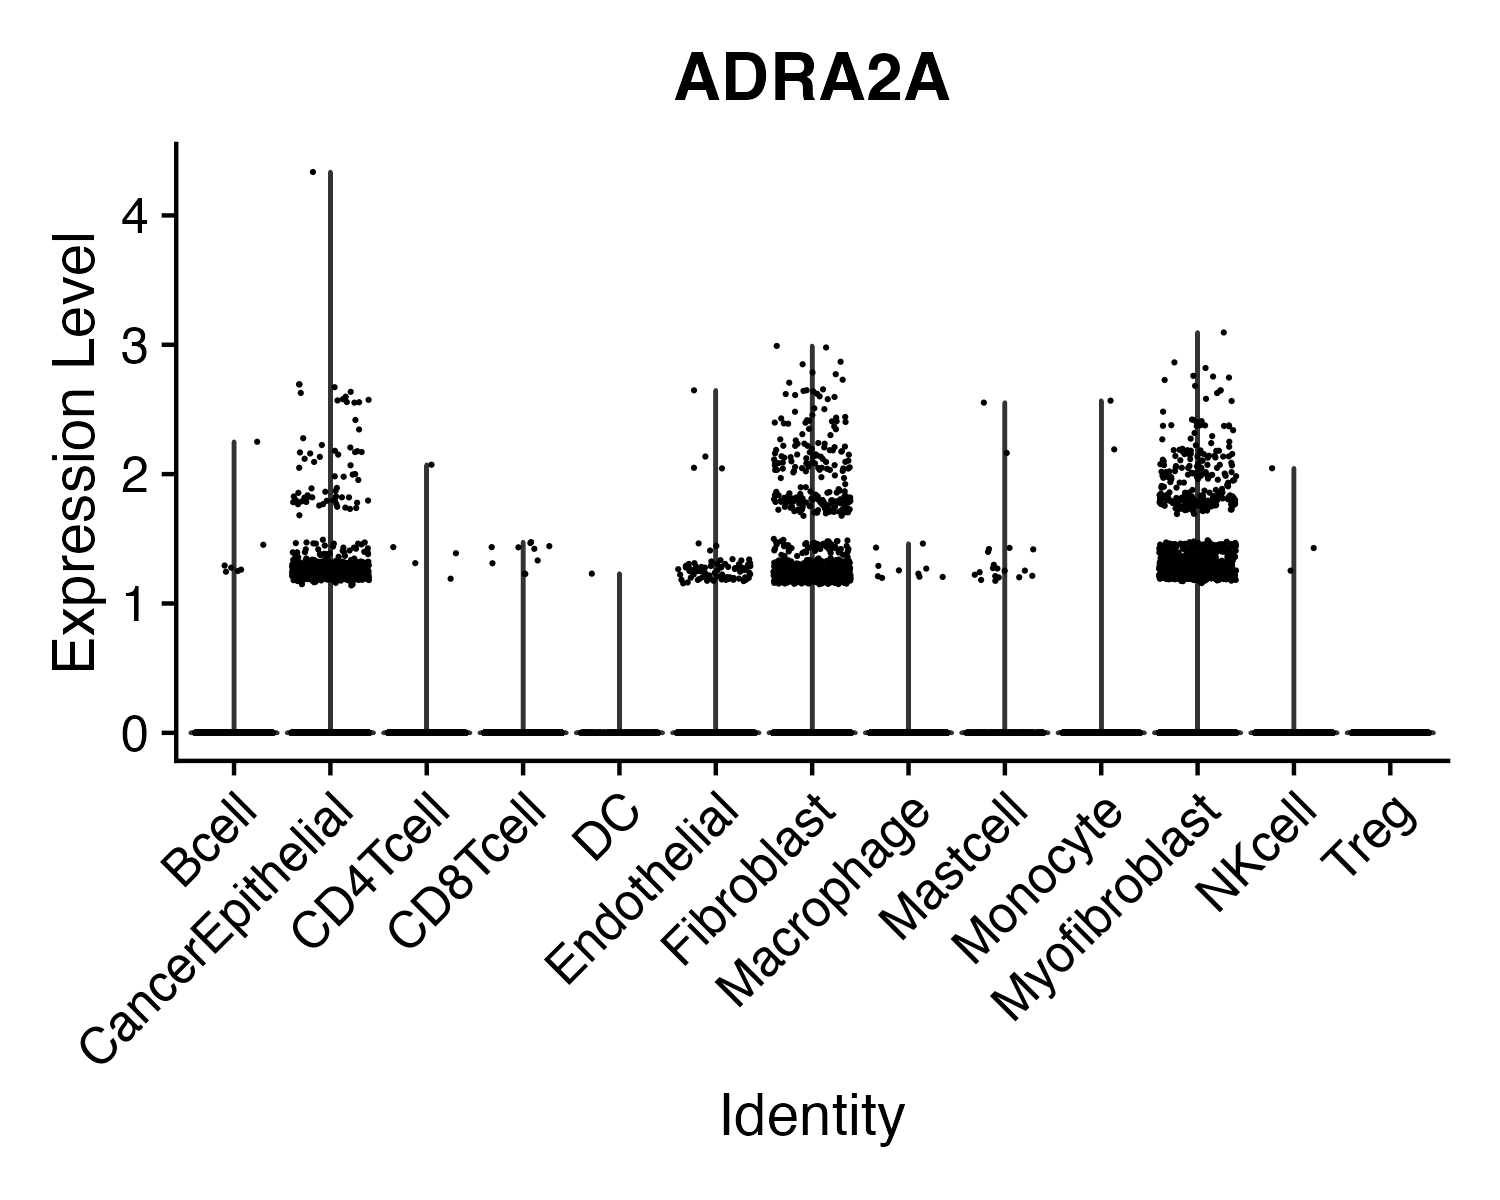 ADRA2A
Expression Level
4
3
2
1
0
Bcell
CancerEpithelial
CD4Tcell
CD8Tcell
DC
Endothelial
Fibroblast
Macrophage
Mastcell
Monocyte
Myofibroblast
NKcell
Treg
Identity